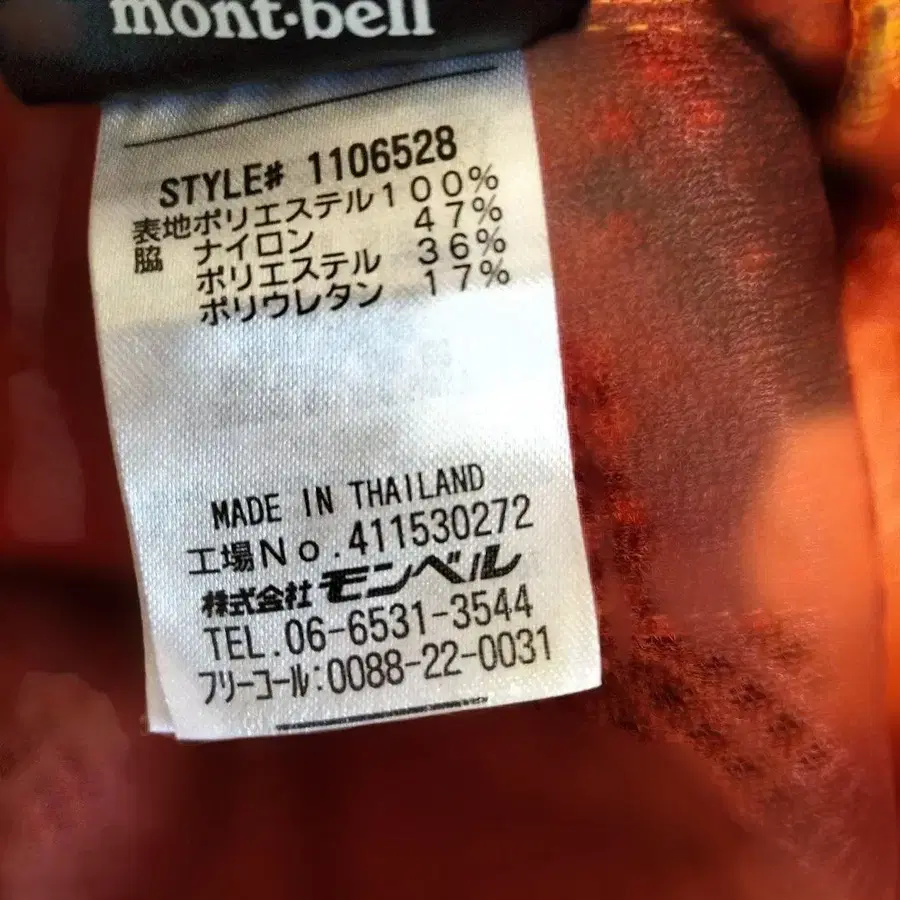 mont·bell
STYLE# 1106528
表地ポリエステル100%
脇 ナイロン 47%
ポリエステル 36%
ポリウレタン 17%
MADE IN THAILAND
工場No.411530272
株式会社モンベル
TEL.06-6531-3544
フリーコール:0088-22-0031